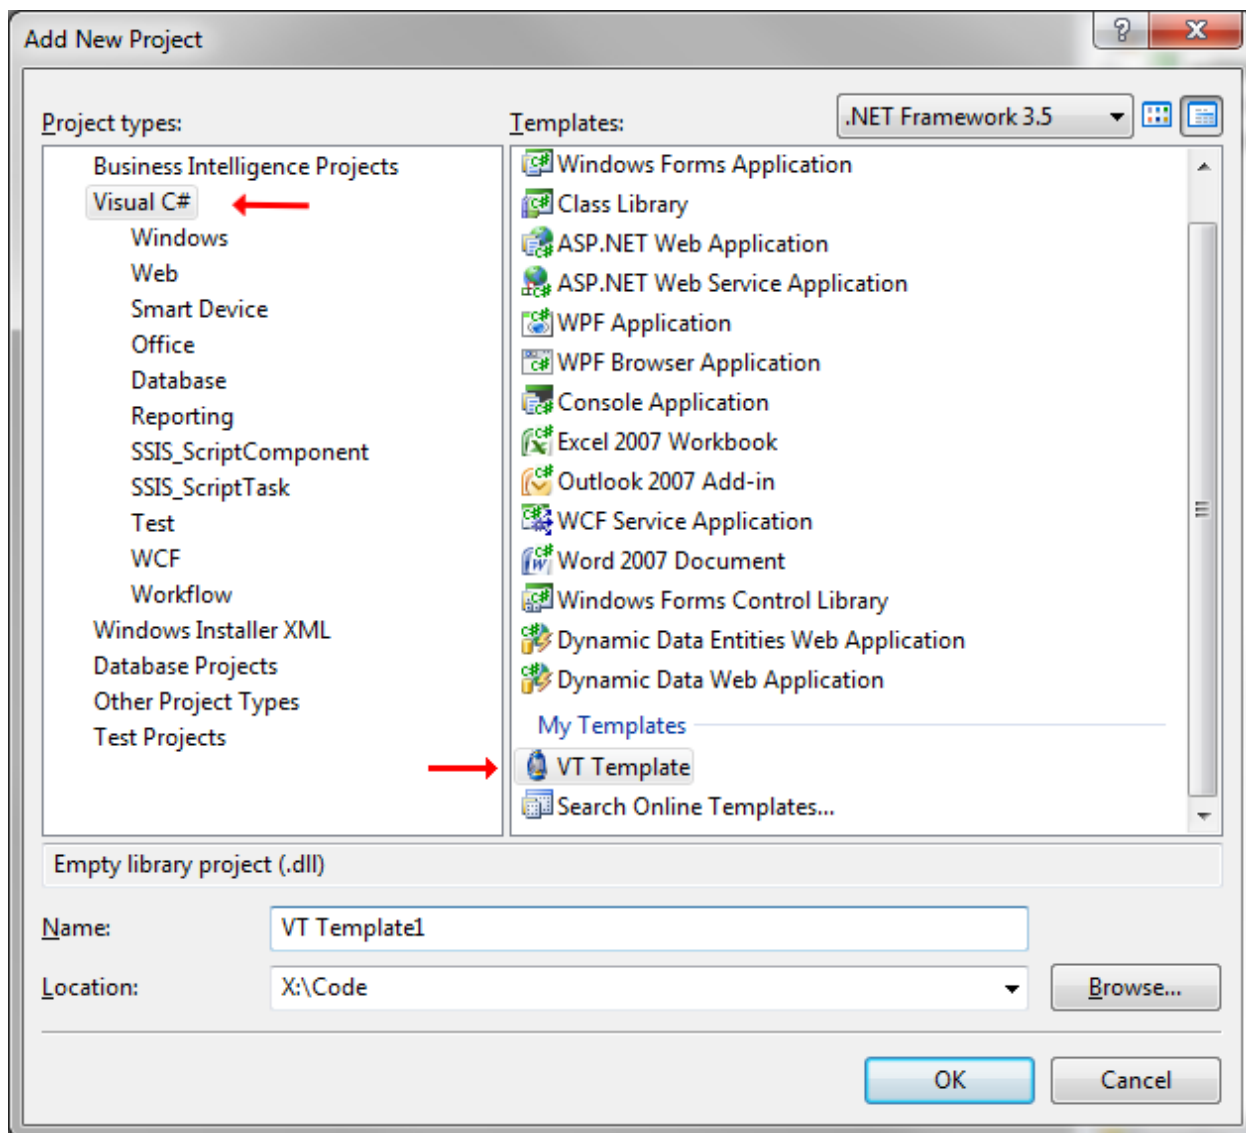 Add New Project
Project types:
Templates:
.NET Framework 3.5
Business Intelligence Projects
Visual C#
Windows
Web
Smart Device
Office
Database
Reporting
SSIS_ScriptComponent
SSIS_ScriptTask
Test
WCF
Workflow
Windows Installer XML
Database Projects
Other Project Types
Test Projects
Windows Forms Application
Class Library
ASP.NET Web Application
ASP.NET Web Service Application
WPF Application
WPF Browser Application
Console Application
Excel 2007 Workbook
Outlook 2007 Add-in
WCF Service Application
Word 2007 Document
Windows Forms Control Library
Dynamic Data Entities Web Application
Dynamic Data Web Application
My Templates
VT Template
Search Online Templates...
Empty library project (.dll)
Name:
VT Template1
Location:
X:\Code
Browse...
OK
Cancel